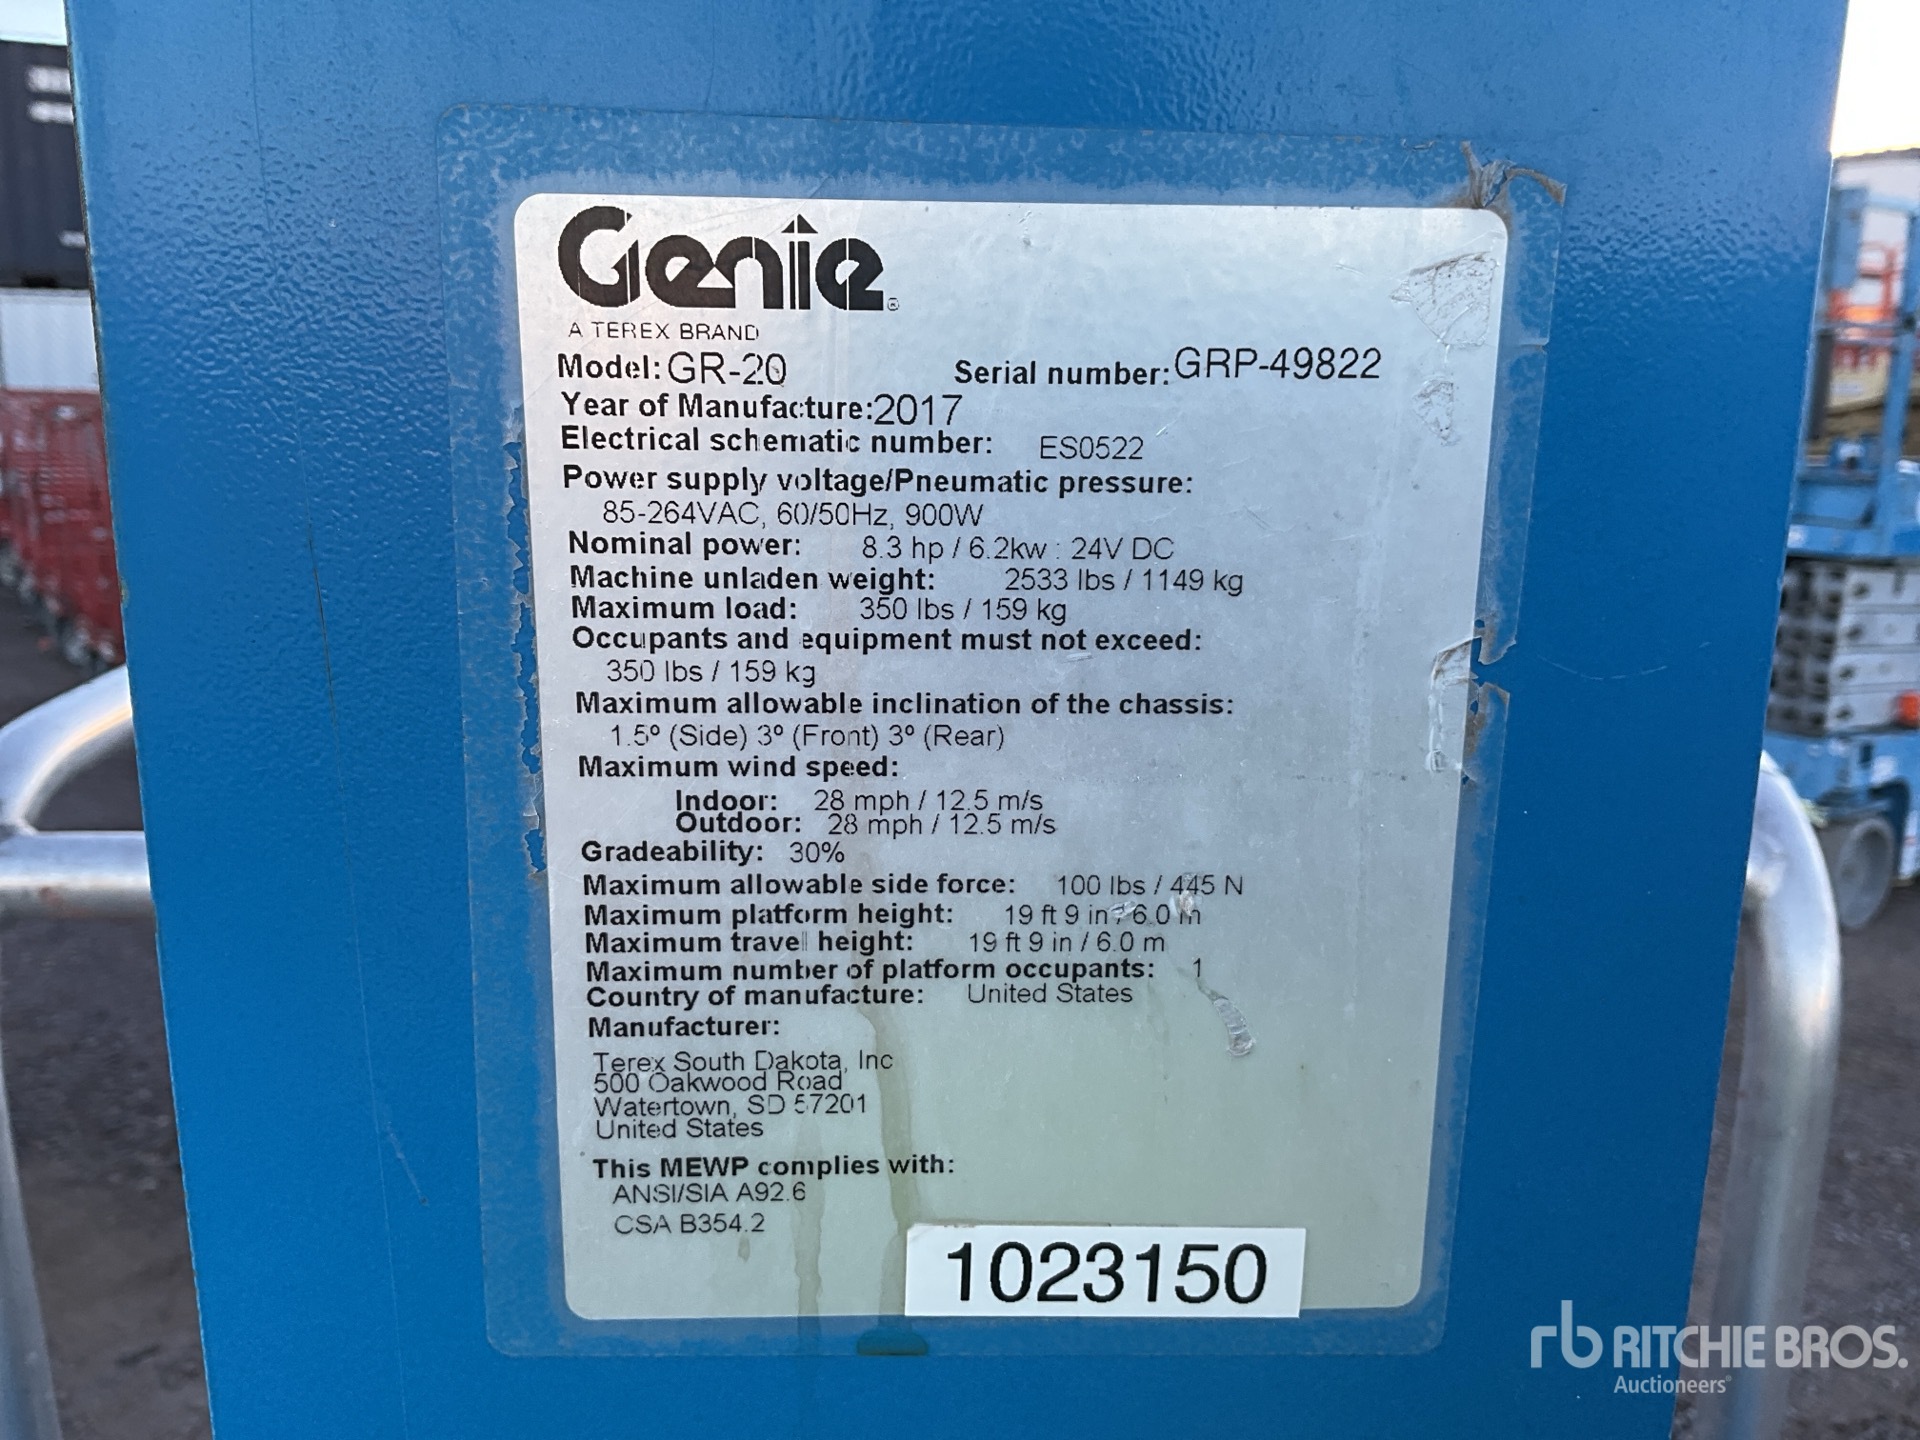 Genie®
A TEREX BRAND
Model: GR-20 Serial number: GRP-49822
Year of Manufacture: 2017
Electrical schematic number: ES0522
Power supply voltage/Pneumatic pressure:
85-264VAC, 60/50Hz, 900W
Nominal power: 8.3 hp / 6.2kw : 24V DC
Machine unladen weight: 2533 lbs / 1149 kg
Maximum load: 350 lbs / 159 kg
Occupants and equipment must not exceed:
350 lbs / 159 kg
Maximum allowable inclination of the chassis:
1.5º (Side) 3º (Front) 3º (Rear)
Maximum wind speed:
Indoor: 28 mph / 12.5 m/s
Outdoor: 28 mph / 12.5 m/s
Gradeability: 30%
Maximum allowable side force: 100 lbs / 445 N
Maximum platform height: 19 ft 9 in / 6.0 m
Maximum travel height: 19 ft 9 in / 6.0 m
Maximum number of platform occupants: 1
Country of manufacture: United States
Manufacturer:
Terex South Dakota, Inc
500 Oakwood Road
Watertown, SD 57201
United States
This MEWP complies with:
ANSI/SIA A92.6
CSA B354.2
1023150
rb RITCHIE BROS.
Auctioneers